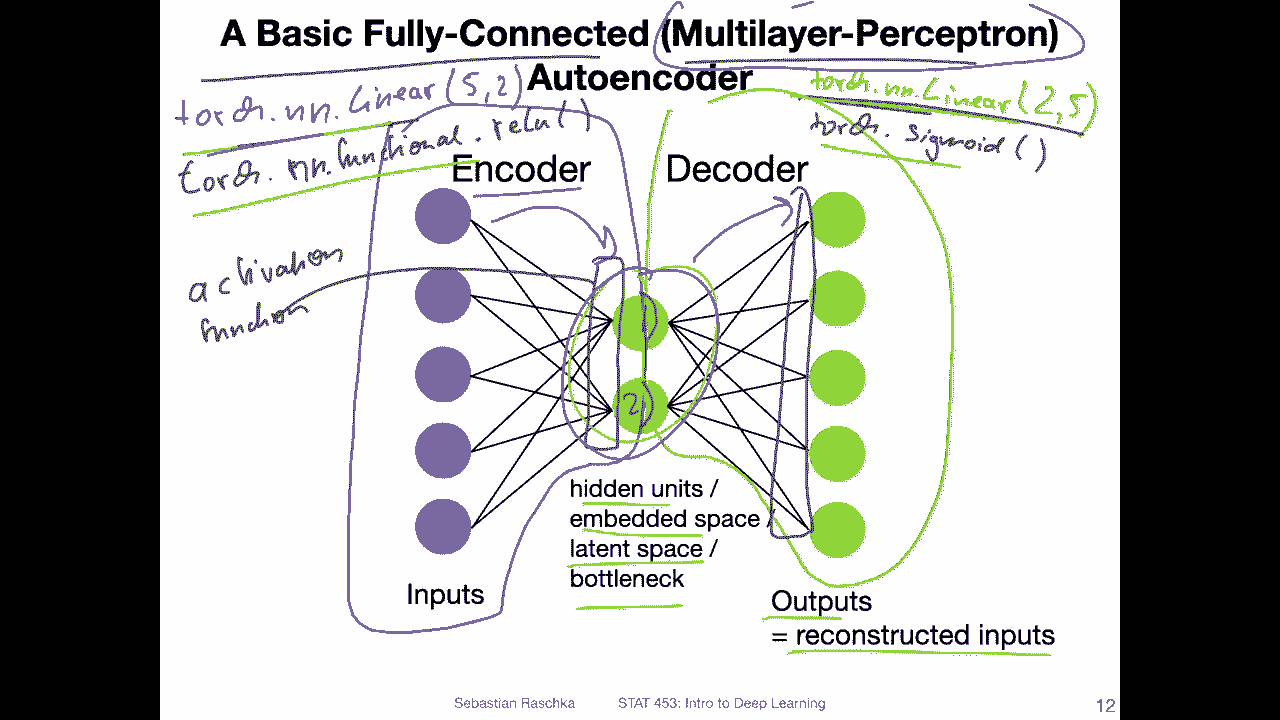 A Basic Fully-Connected (Multilayer-Perceptron)
Autoencoder
torch.nn.Linear(5,2)
torch.nn.functional.relu()
torch.nn.Linear(2,5)
torch.sigmoid()
Encoder
Decoder
activation
function
1)
2)
hidden units /
embedded space /
latent space /
bottleneck
Inputs
Outputs
= reconstructed inputs
Sebastian Raschka STAT 453: Intro to Deep Learning 12